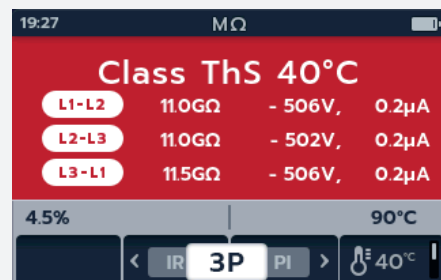 19:27 MΩ
Class ThS 40°C
L1-L2 11.0GΩ - 506V, 0.2µA
L2-L3 11.0GΩ - 502V, 0.2µA
L3-L1 11.5GΩ - 506V, 0.2µA
4.5% 90°C
< IR 3P PI > 40°C